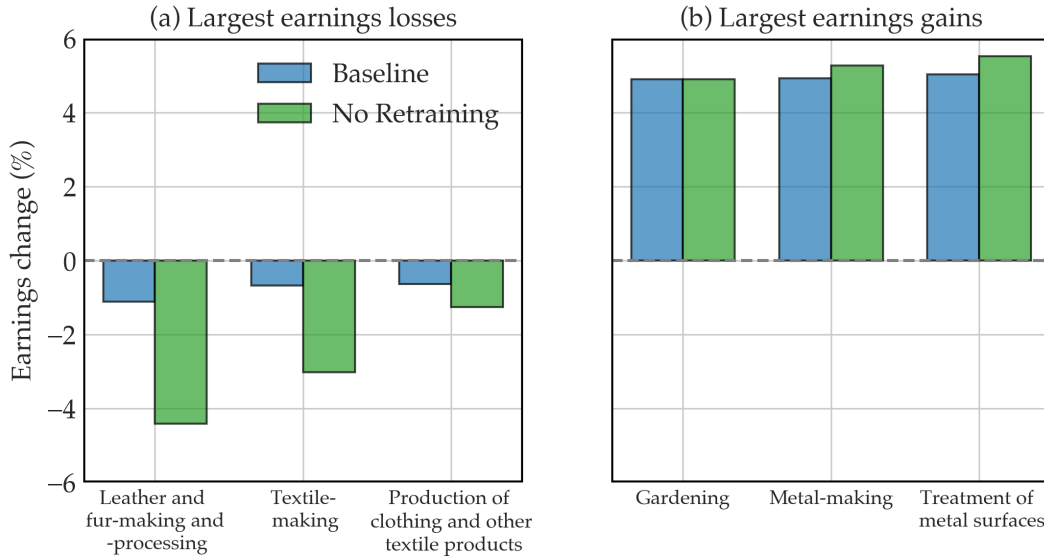 (a) Largest earnings losses
(b) Largest earnings gains
Earnings change (%)
6
4
2
0
−2
−4
−6
Baseline
No Retraining
Leather and
fur-making and
-processing
Textile-
making
Production of
clothing and other
textile products
Gardening
Metal-making
Treatment of
metal surfaces